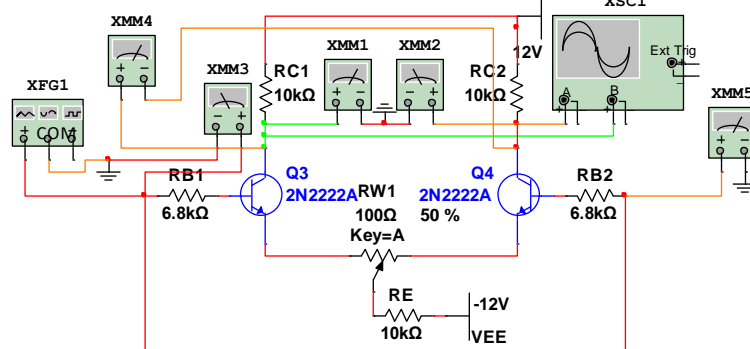 XSC1
XMM4
12V
XMM1
XMM2
RC1
10kΩ
RC2
10kΩ
Ext Trig
+
−
A
B
+
−
+
−
XFG1
XMM3
XMM5
COM
RB1
6.8kΩ
Q3
2N2222A
RW1
100Ω
Key=A
Q4
2N2222A
50 %
RB2
6.8kΩ
RE
10kΩ
-12V
VEE